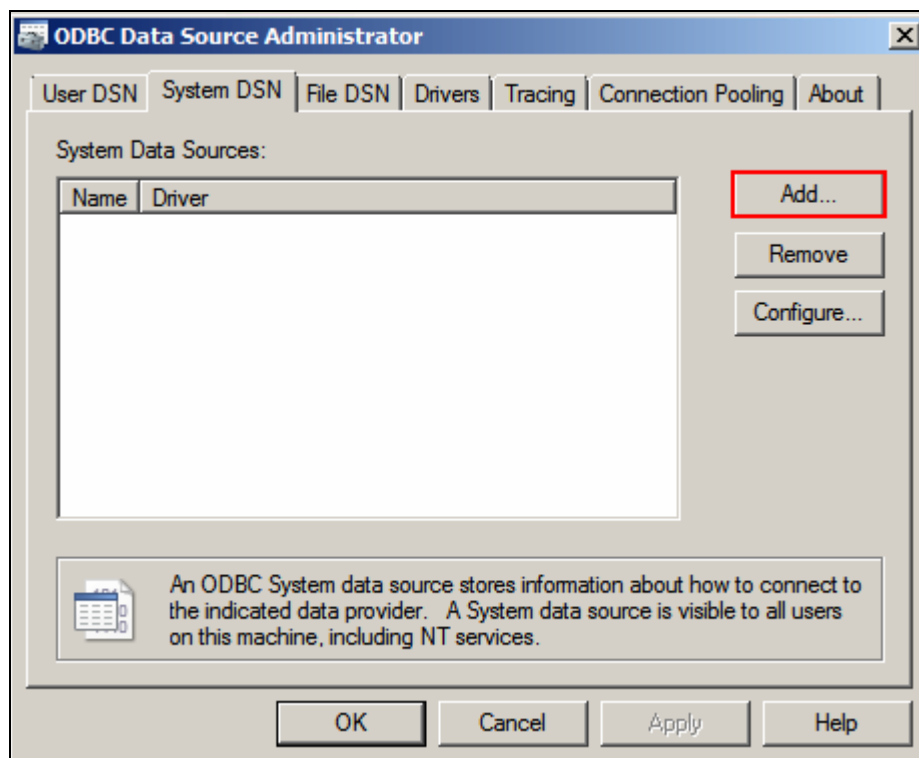 ODBC Data Source Administrator
User DSN System DSN File DSN Drivers Tracing Connection Pooling About
System Data Sources:
Name Driver
Add...
Remove
Configure...
An ODBC System data source stores information about how to connect to
the indicated data provider. A System data source is visible to all users
on this machine, including NT services.
OK Cancel Apply Help